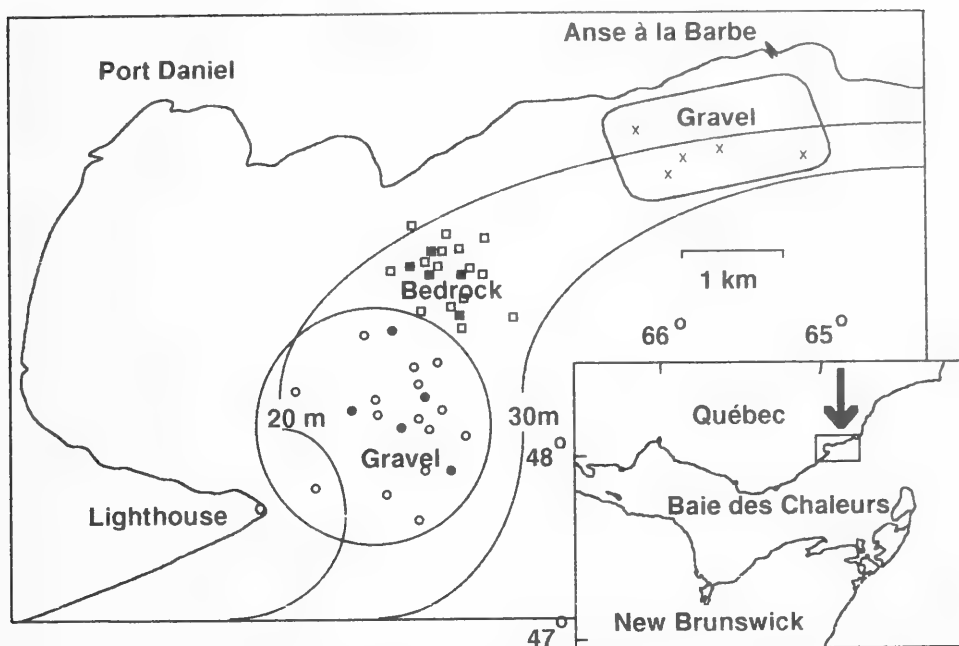 Anse à la Barbe
Port Daniel
Gravel
x x x x x
Bedrock
1 km
66°
65°
20 m
30m
Gravel
Québec
48°
Lighthouse
Baie des Chaleurs
New Brunswick
47°